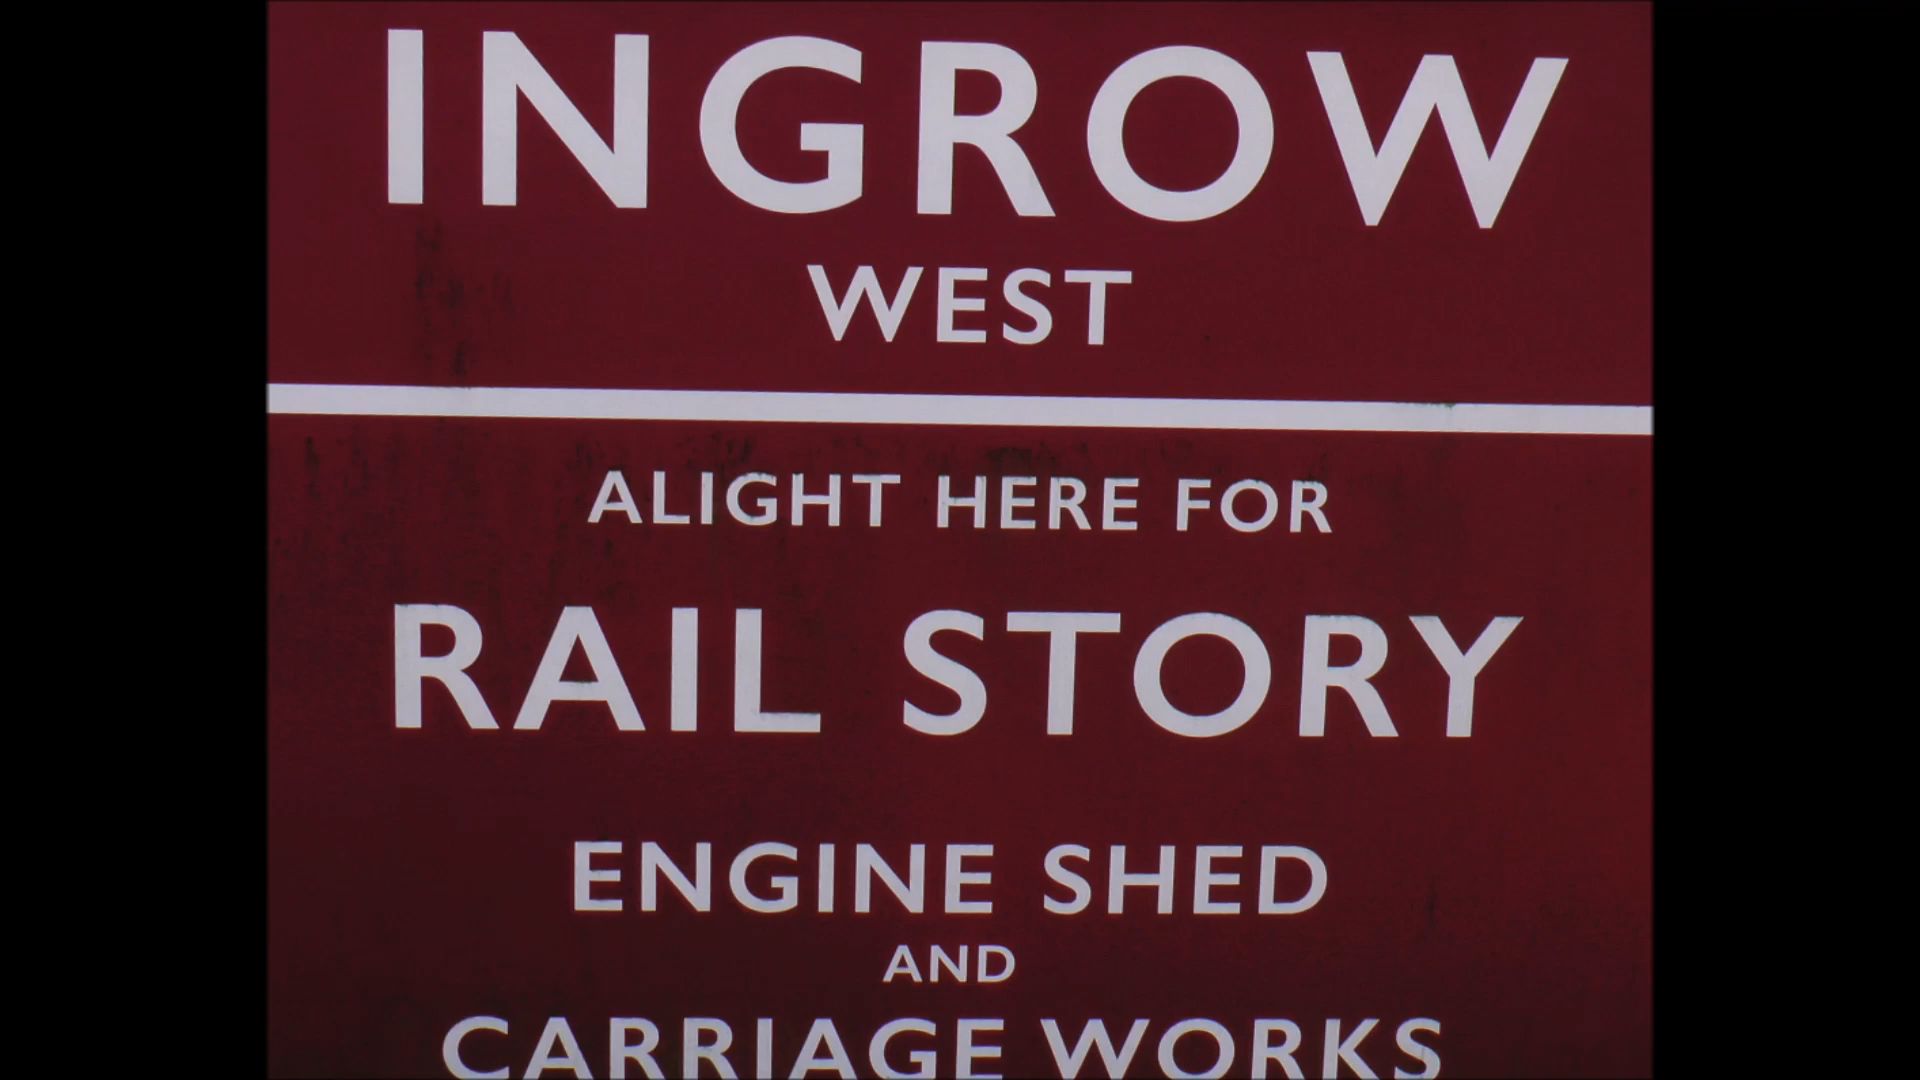 INGROW
WEST
ALIGHT HERE FOR
RAIL STORY
ENGINE SHED
AND
CARRIAGE WORKS